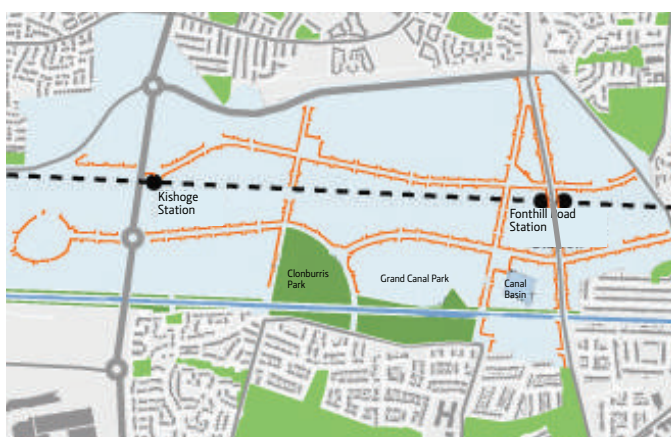 Kishoge
Station
Fonthill Road
Station
Clonburris
Park
Grand Canal Park
Canal
Basin